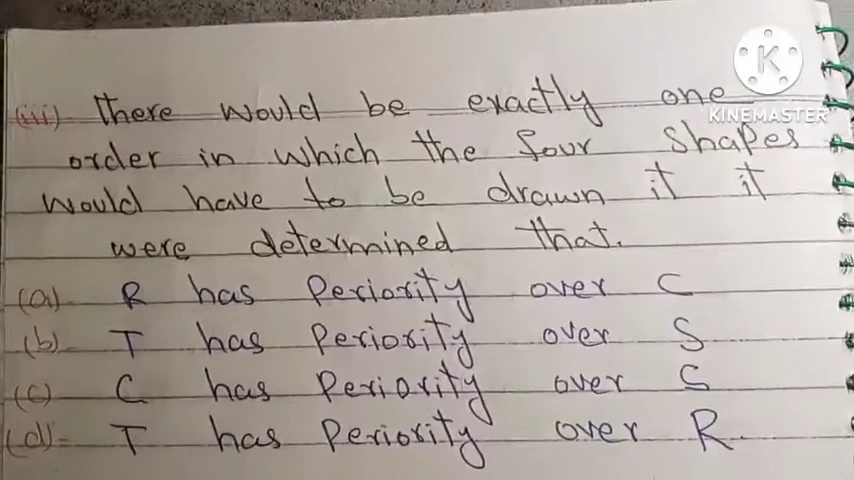 K
KINEMASTER
(iii) There would be exactly one
order in which the four shapes
would have to be drawn it it
were determined that.
(a) R has Periority over C
(b) T has Periority over S
(c) C has Periority over S
(d) T has Periority over R.